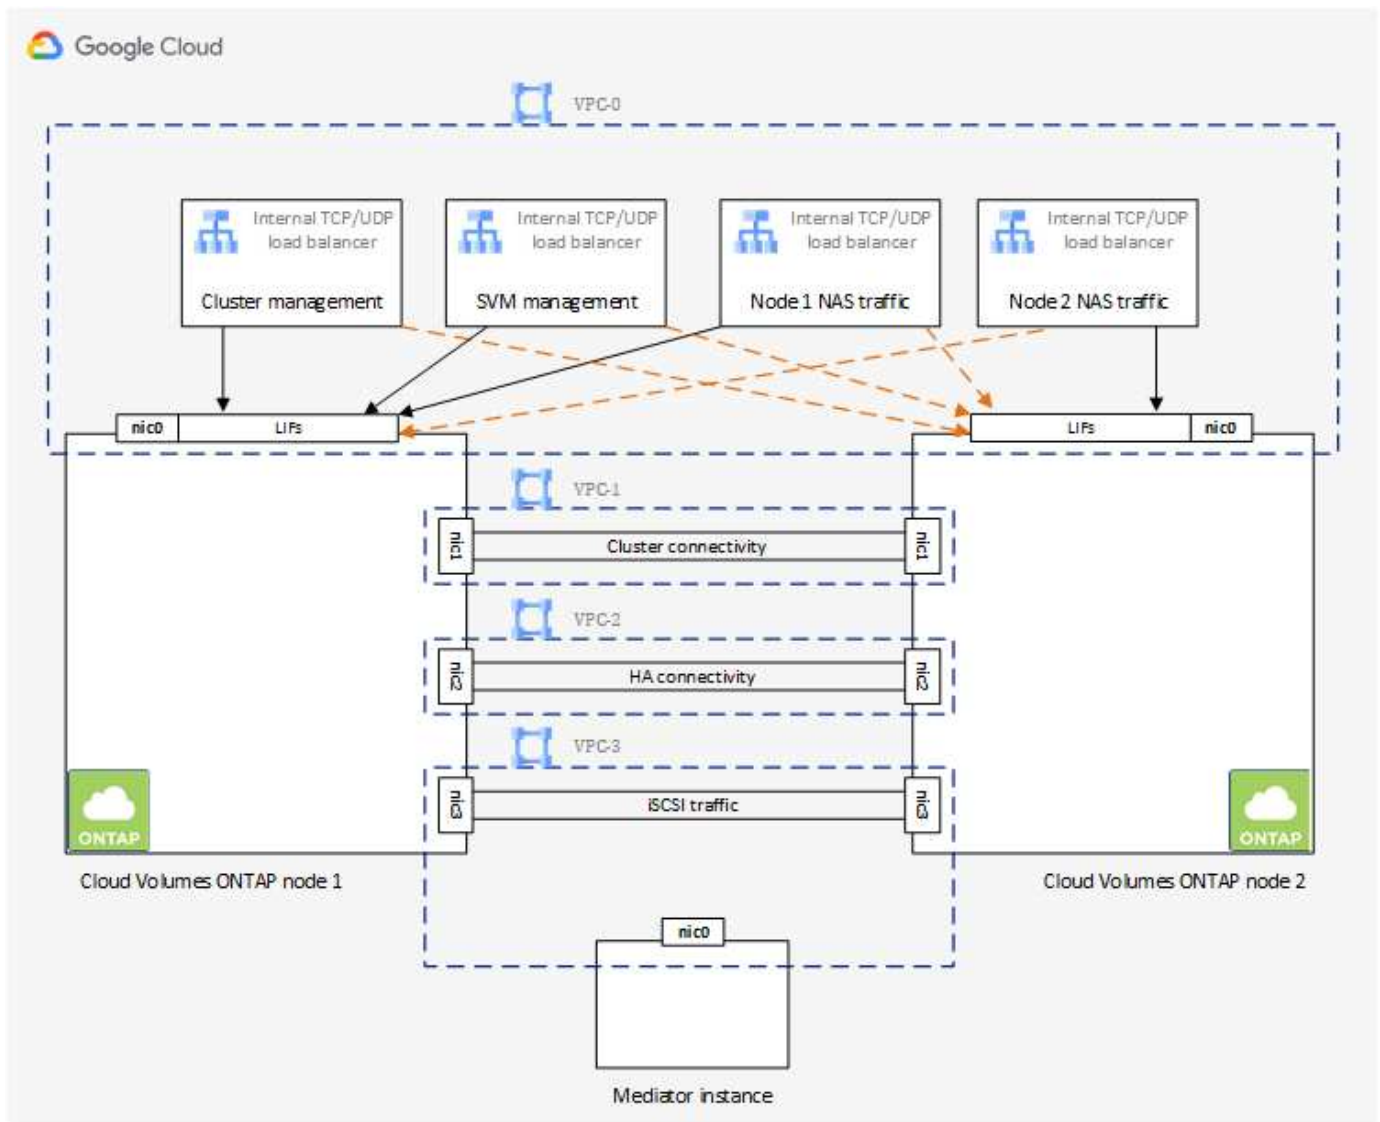 Google Cloud
VPC-0
Internal TCP/UDP
load balancer
Cluster management
Internal TCP/UDP
load balancer
SVM management
Internal TCP/UDP
load balancer
Node 1 NAS traffic
Internal TCP/UDP
load balancer
Node 2 NAS traffic
nic0
LIFs
LIFs
nic0
VPC-1
nic1
Cluster connectivity
nic1
VPC-2
nic2
HA connectivity
nic2
VPC-3
nic3
iSCSI traffic
nic3
ONTAP
ONTAP
Cloud Volumes ONTAP node 1
Cloud Volumes ONTAP node 2
nic0
Mediator instance